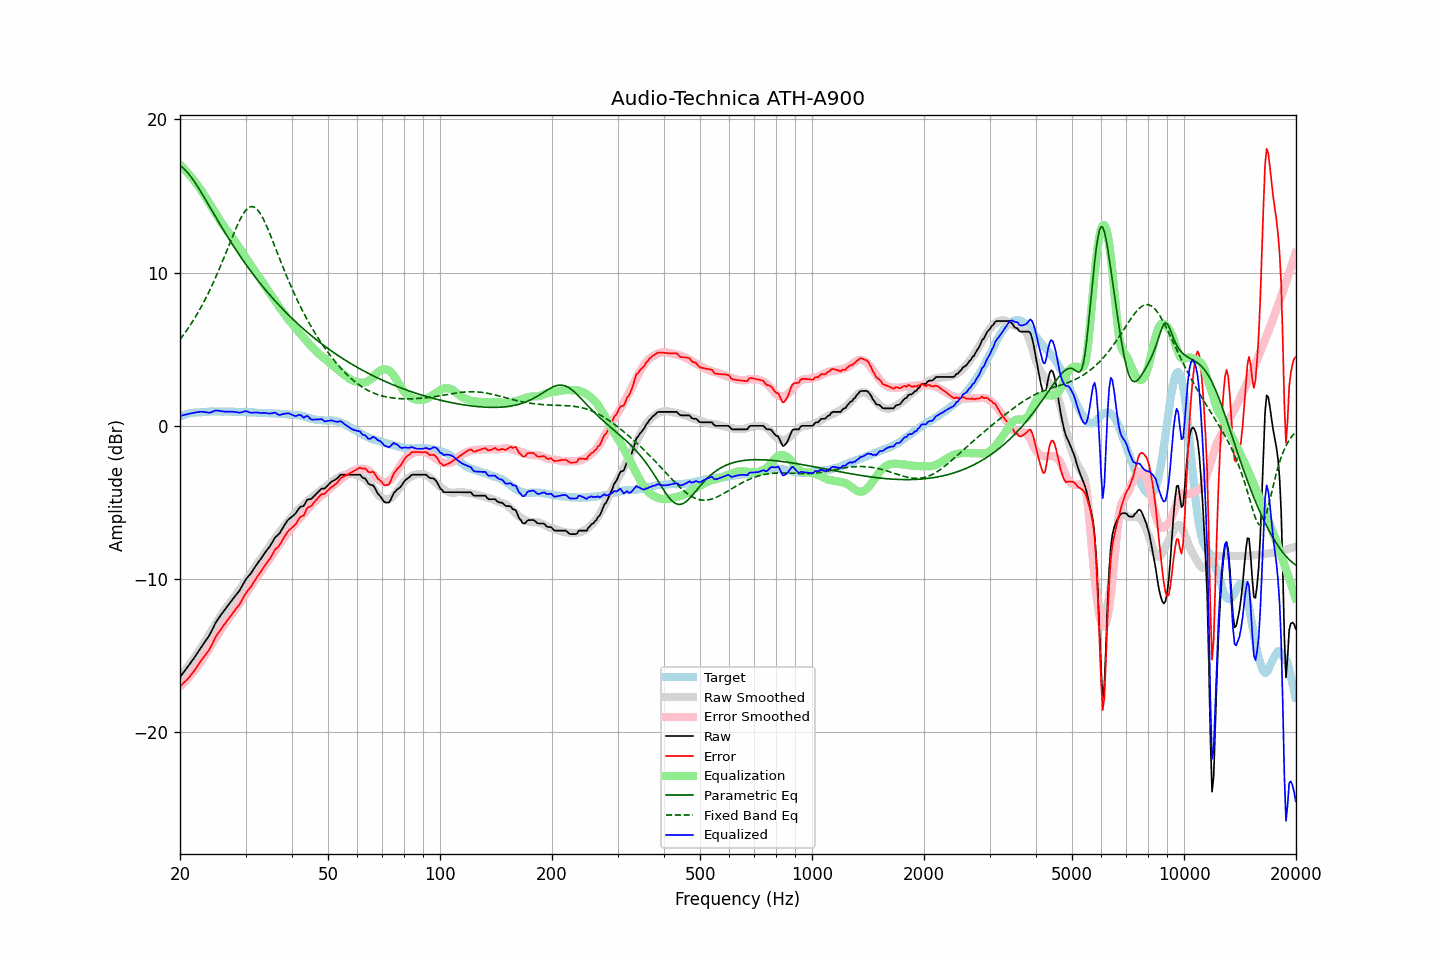 Audio-Technica ATH-A900
20
10
0
−10
−20
Amplitude (dBr)
Target
Raw Smoothed
Error Smoothed
Raw
Error
Equalization
Parametric Eq
Fixed Band Eq
Equalized
20 50 100 200 500 1000 2000 5000 10000 20000
Frequency (Hz)